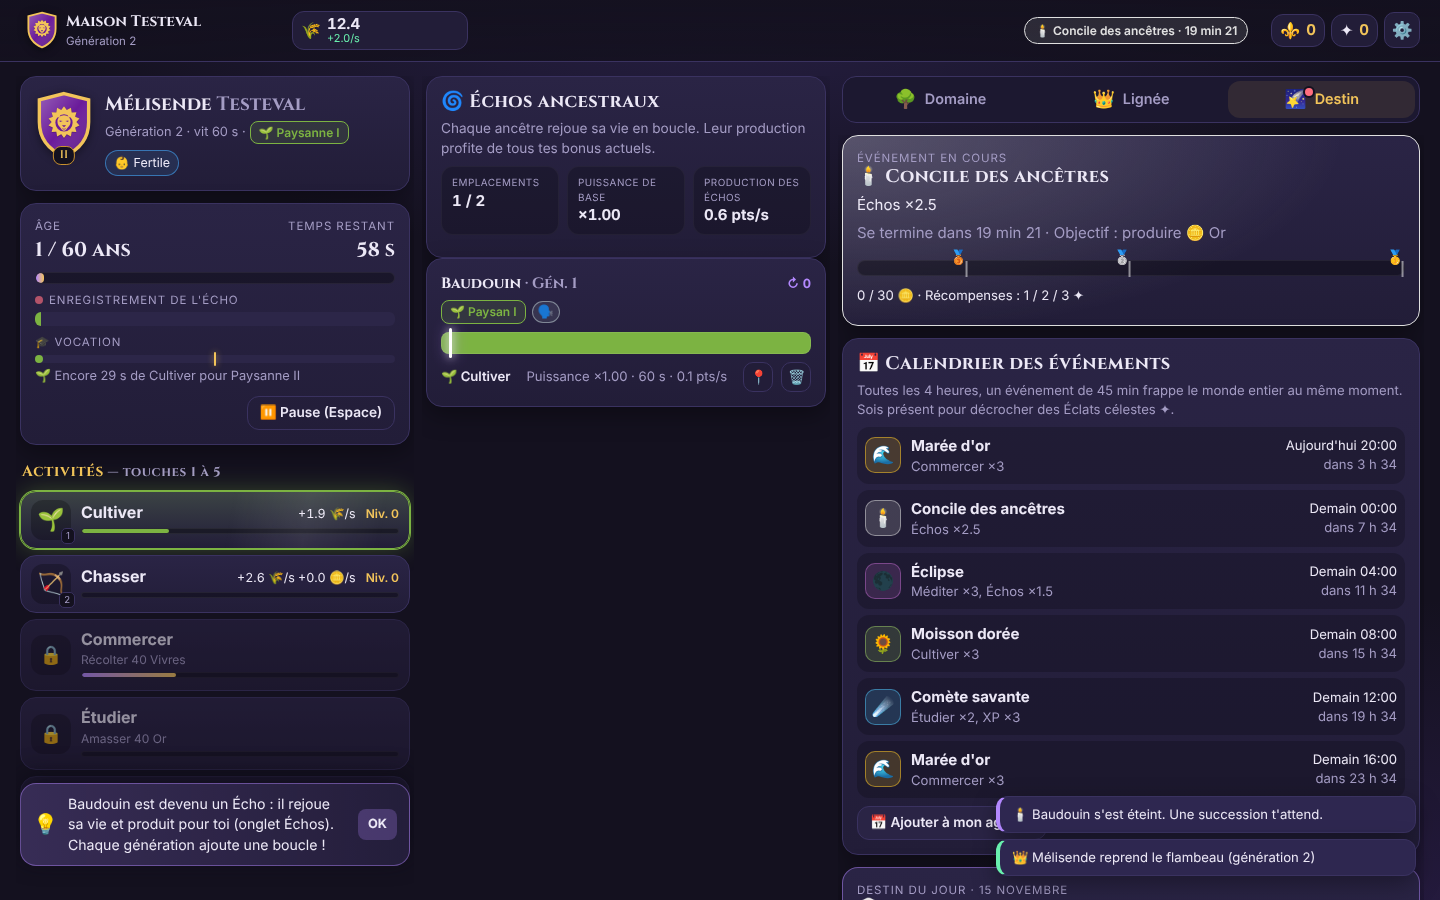 Maison Testeval
Génération 2
12.4
+2.0/s
Concile des ancêtres · 19 min 21
0
0
Mélisende Testeval
Génération 2 · vit 60 s ·
Paysanne I
II
Fertile
ÂGE
TEMPS RESTANT
1 / 60 ans
58 s
ENREGISTREMENT DE L'ÉCHO
VOCATION
Encore 29 s de Cultiver pour Paysanne II
Pause (Espace)
Activités — touches 1 à 5
Cultiver
+1.9 /s
Niv. 0
1
Chasser
+2.6 /s +0.0 /s
Niv. 0
2
Commercer
Récolter 40 Vivres
Étudier
Amasser 40 Or
Baudouin est devenu un Écho : il rejoue
sa vie et produit pour toi (onglet Échos).
Chaque génération ajoute une boucle !
OK
Échos ancestraux
Chaque ancêtre rejoue sa vie en boucle. Leur production
profite de tous tes bonus actuels.
EMPLACEMENTS
1 / 2
PUISSANCE DE
BASE
×1.00
PRODUCTION DES
ÉCHOS
0.6 pts/s
Baudouin · Gén. 1
↻ 0
Paysan I
Cultiver
Puissance ×1.00 · 60 s · 0.1 pts/s
Domaine
Lignée
Destin
ÉVÉNEMENT EN COURS
Concile des ancêtres
Échos ×2.5
Se termine dans 19 min 21 · Objectif : produire Or
0 / 30 · Récompenses : 1 / 2 / 3 ✦
Calendrier des événements
Toutes les 4 heures, un événement de 45 min frappe le monde entier au même moment.
Sois présent pour décrocher des Éclats célestes ✦.
Marée d'or
Commercer ×3
Aujourd'hui 20:00
dans 3 h 34
Concile des ancêtres
Échos ×2.5
Demain 00:00
dans 7 h 34
Éclipse
Méditer ×3, Échos ×1.5
Demain 04:00
dans 11 h 34
Moisson dorée
Cultiver ×3
Demain 08:00
dans 15 h 34
Comète savante
Étudier ×2, XP ×3
Demain 12:00
dans 19 h 34
Marée d'or
Commercer ×3
Demain 16:00
dans 23 h 34
Ajouter à mon
Baudouin s'est éteint. Une succession t'attend.
Mélisende reprend le flambeau (génération 2)
DESTIN DU JOUR · 15 NOVEMBRE